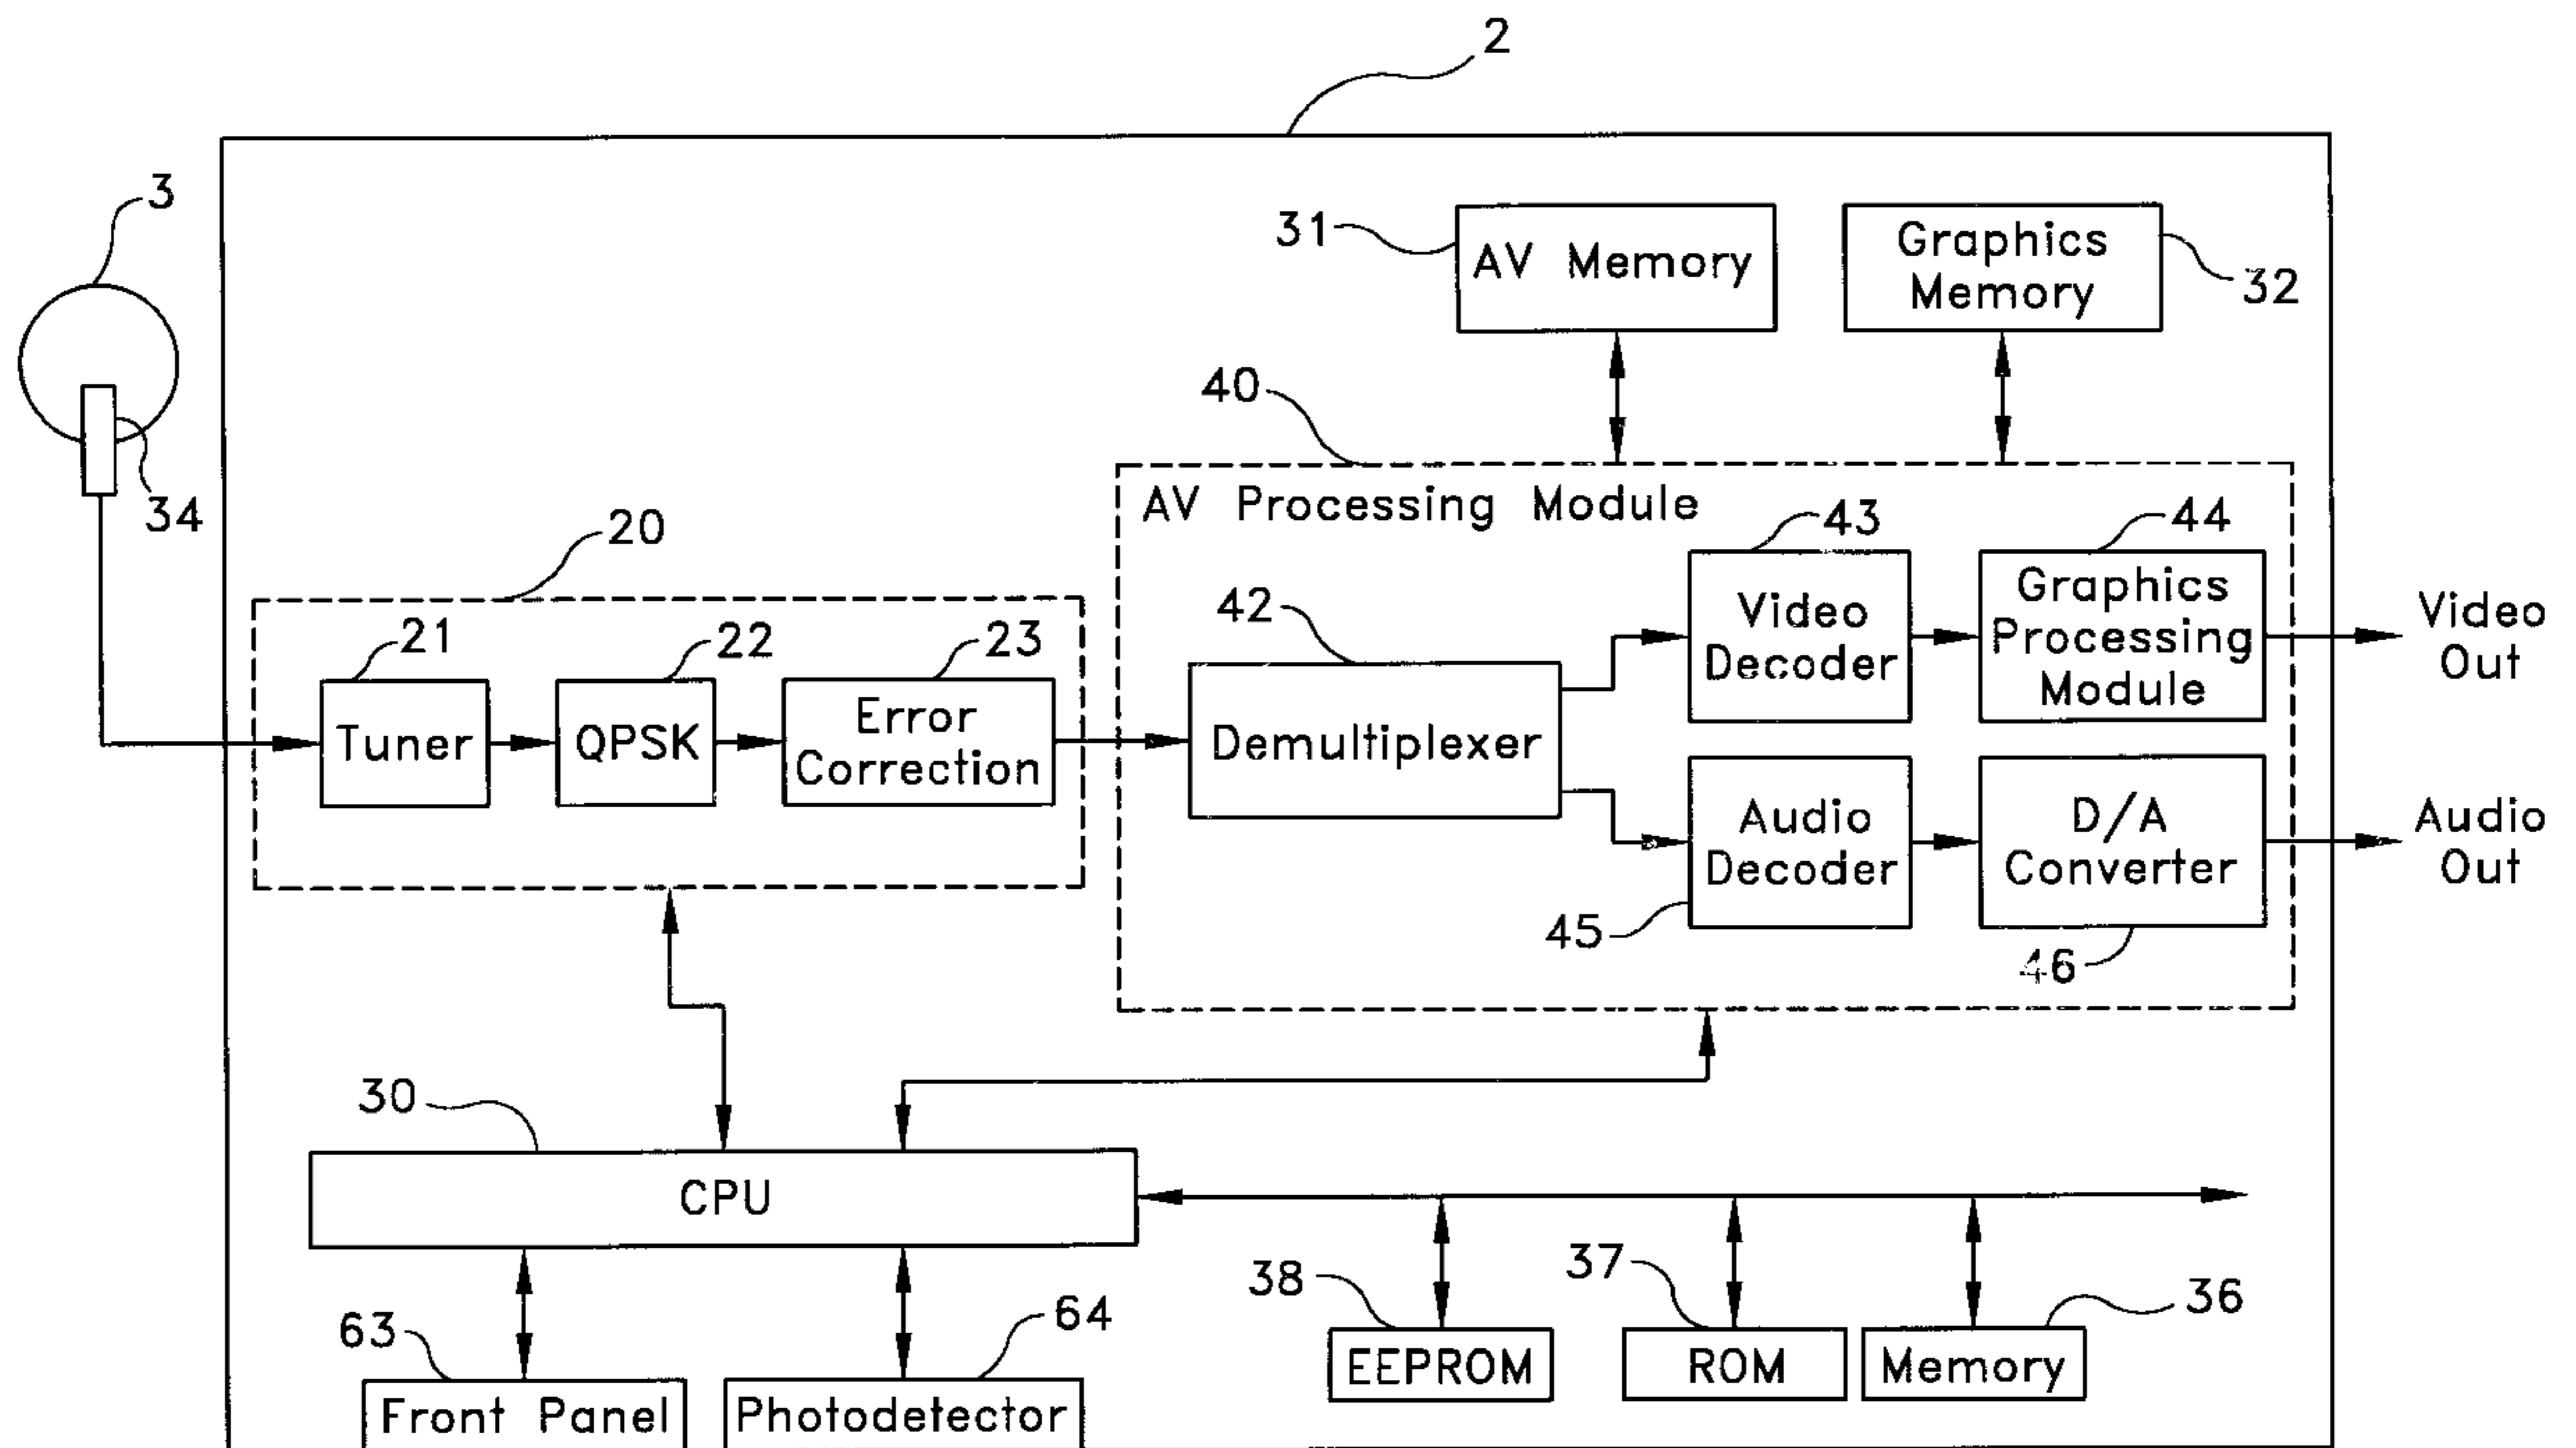 2
3
34
31
AV Memory
Graphics
Memory
32
40
AV Processing Module
20
21
Tuner
22
QPSK
23
Error
Correction
42
Demultiplexer
43
Video
Decoder
44
Graphics
Processing
Module
Video
Out
45
Audio
Decoder
D/A
Converter
46
Audio
Out
30
CPU
63
Front Panel
64
Photodetector
38
EEPROM
37
ROM
36
Memory